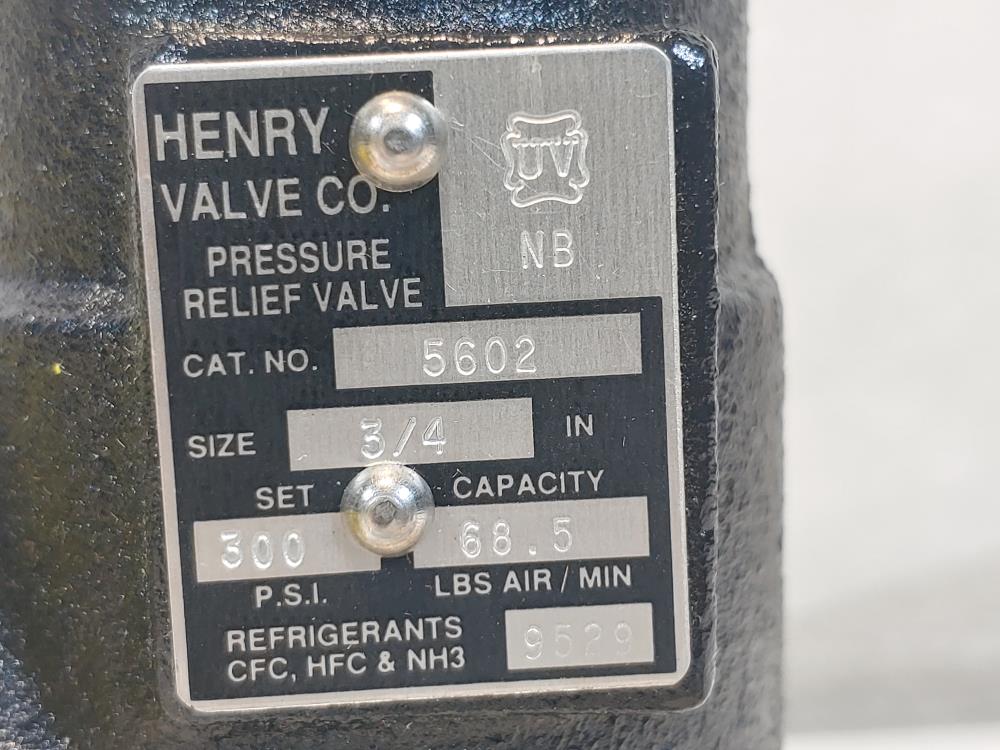 HENRY
VALVE CO.
UV
NB
PRESSURE
RELIEF VALVE
CAT. NO. 5602
SIZE 3/4 IN
SET CAPACITY
300 68.5
P.S.I. LBS AIR / MIN
REFRIGERANTS
CFC, HFC & NH3 9529